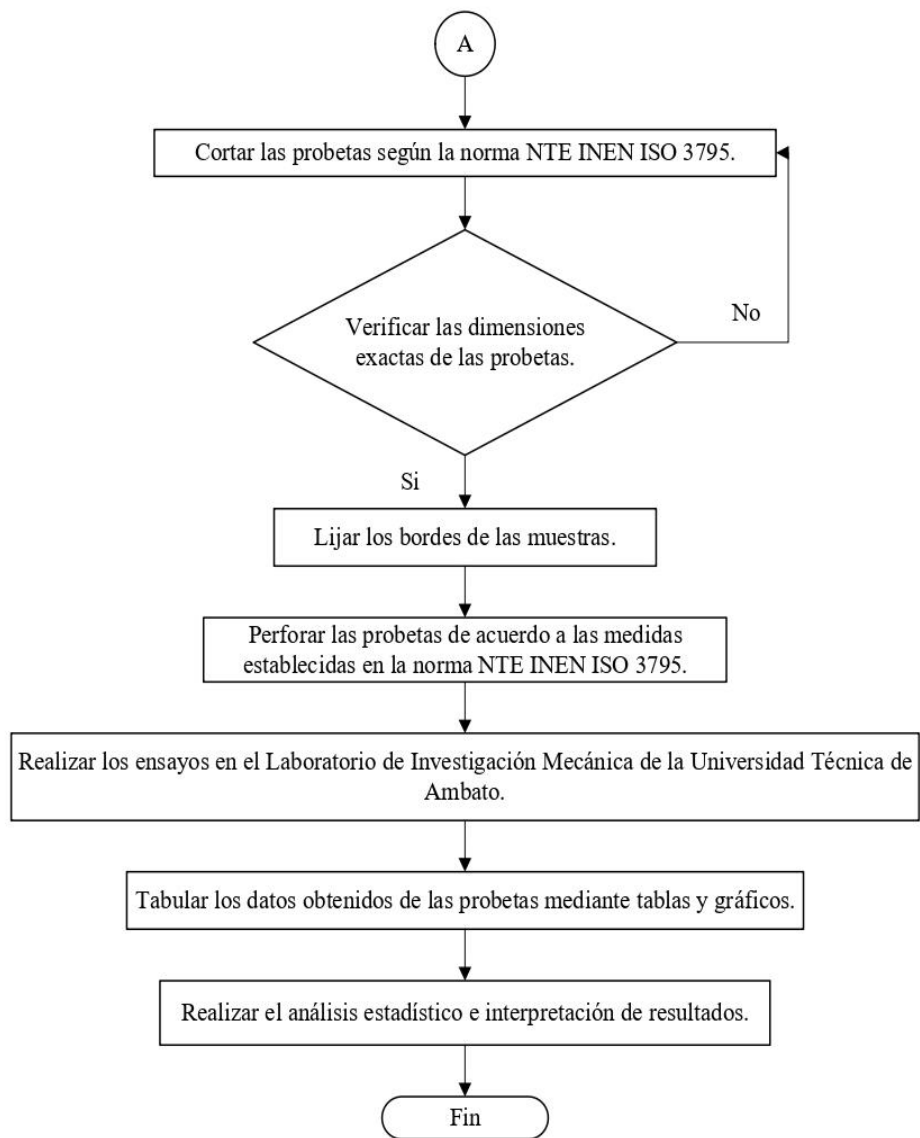 A
Cortar las probetas según la norma NTE INEN ISO 3795.
Verificar las dimensiones
exactas de las probetas.
No
Si
Lijar los bordes de las muestras.
Perforar las probetas de acuerdo a las medidas
establecidas en la norma NTE INEN ISO 3795.
Realizar los ensayos en el Laboratorio de Investigación Mecánica de la Universidad Técnica de
Ambato.
Tabular los datos obtenidos de las probetas mediante tablas y gráficos.
Realizar el análisis estadístico e interpretación de resultados.
Fin